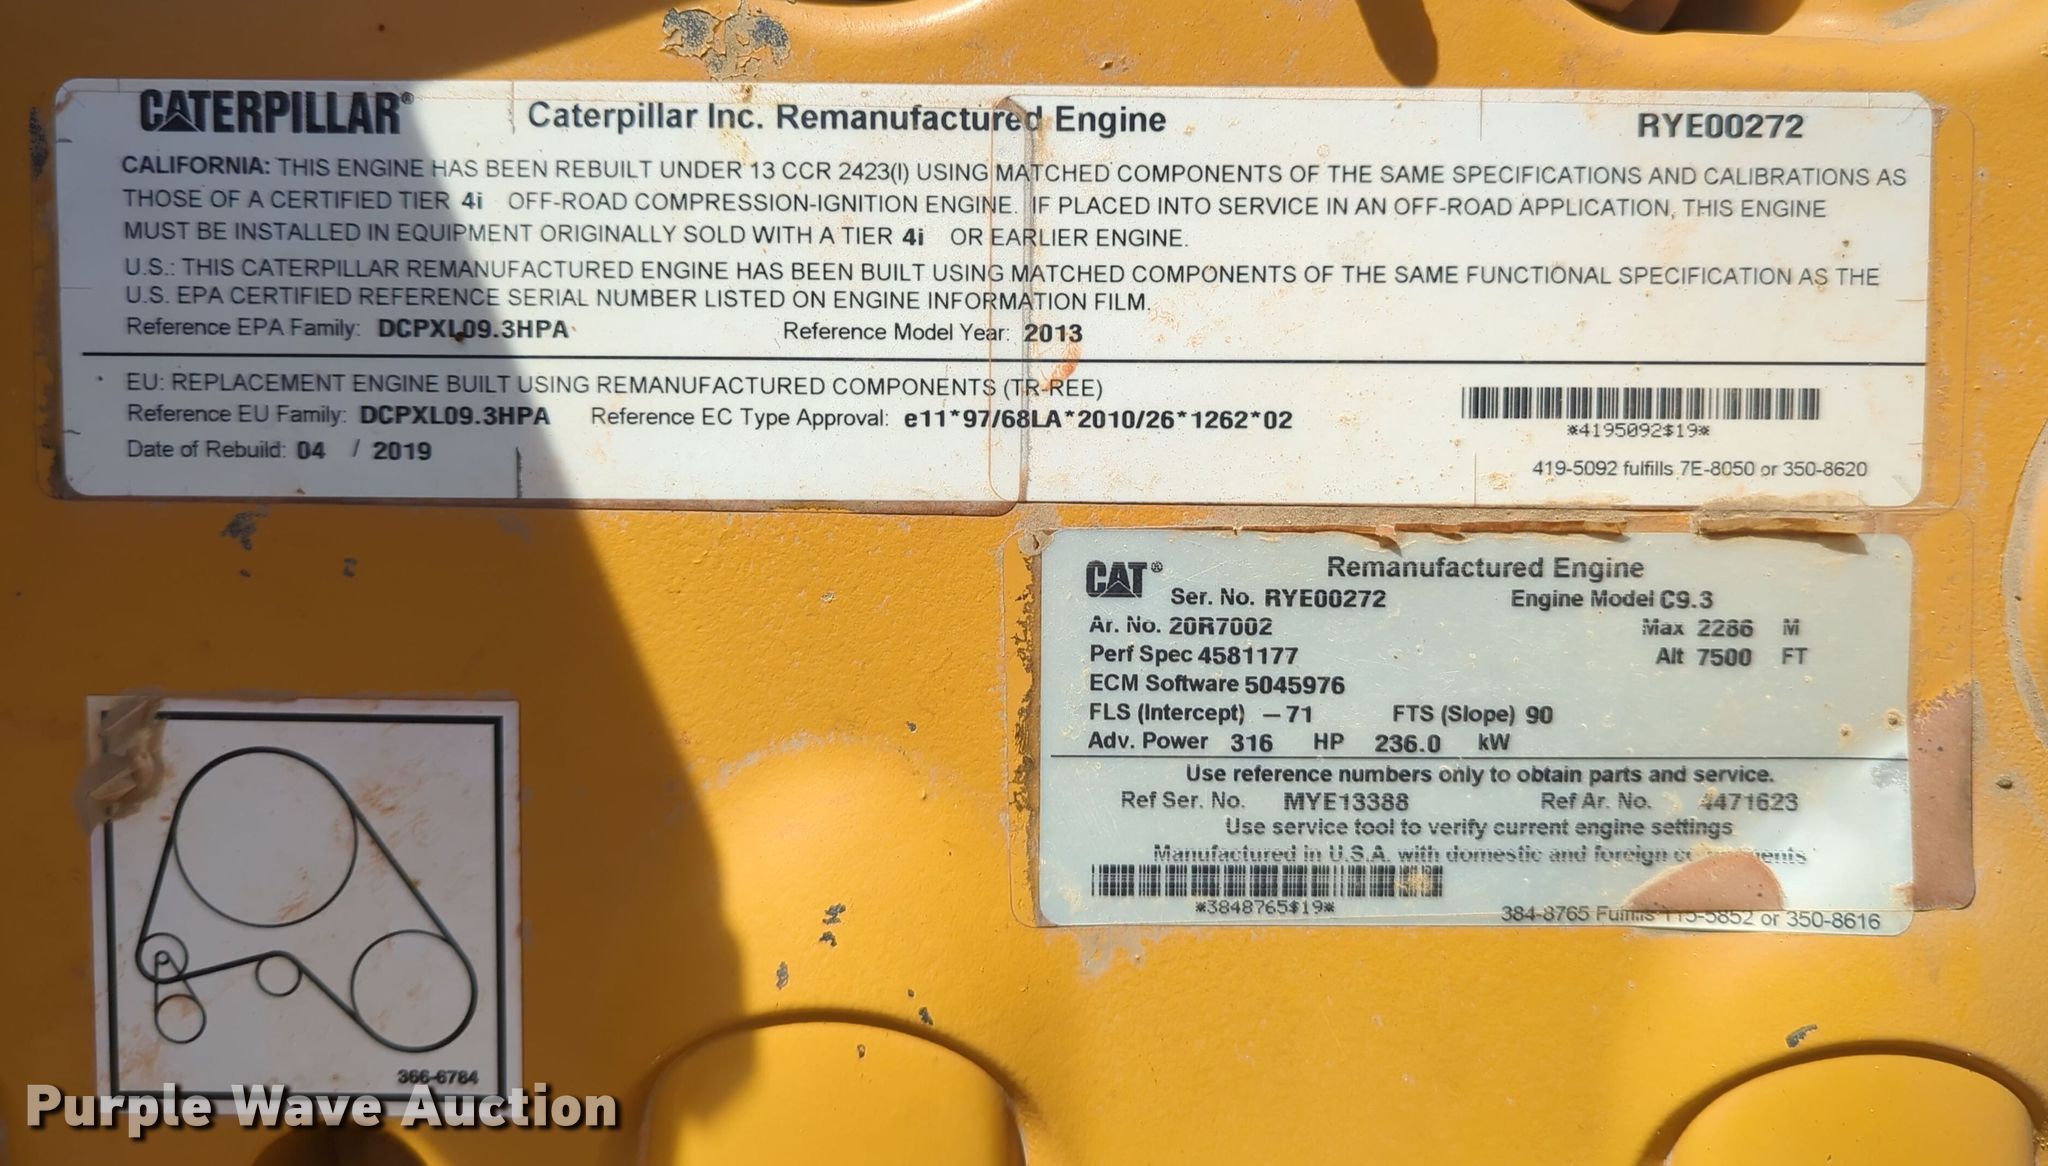 CATERPILLAR®
Caterpillar Inc. Remanufactured Engine
RYE00272
CALIFORNIA: THIS ENGINE HAS BEEN REBUILT UNDER 13 CCR 2423(l) USING MATCHED COMPONENTS OF THE SAME SPECIFICATIONS AND CALIBRATIONS AS
THOSE OF A CERTIFIED TIER 4i OFF-ROAD COMPRESSION-IGNITION ENGINE. IF PLACED INTO SERVICE IN AN OFF-ROAD APPLICATION, THIS ENGINE
MUST BE INSTALLED IN EQUIPMENT ORIGINALLY SOLD WITH A TIER 4i OR EARLIER ENGINE.
U.S.: THIS CATERPILLAR REMANUFACTURED ENGINE HAS BEEN BUILT USING MATCHED COMPONENTS OF THE SAME FUNCTIONAL SPECIFICATION AS THE
U.S. EPA CERTIFIED REFERENCE SERIAL NUMBER LISTED ON ENGINE INFORMATION FILM.
Reference EPA Family: DCPXL09.3HPA Reference Model Year: 2013
EU: REPLACEMENT ENGINE BUILT USING REMANUFACTURED COMPONENTS (TR-REE)
Reference EU Family: DCPXL09.3HPA Reference EC Type Approval: e11*97/68LA*2010/26*1262*02
Date of Rebuild: 04 / 2019
*4195092$19*
419-5092 fulfills 7E-8050 or 350-8620
CAT®
Remanufactured Engine
Ser. No. RYE00272 Engine Model C9.3
Ar. No. 20R7002 Max 2286 M
Perf Spec 4581177 Alt 7500 FT
ECM Software 5045976
FLS (Intercept) -71 FTS (Slope) 90
Adv. Power 316 HP 236.0 kW
Use reference numbers only to obtain parts and service.
Ref Ser. No. MYE13388 Ref Ar. No. 4471623
Use service tool to verify current engine settings
Manufactured in U.S.A. with domestic and foreign
*3848765$19*
384-8765 Fulfills 115-5852 or 350-8616
366-6784
Purple Wave Auction